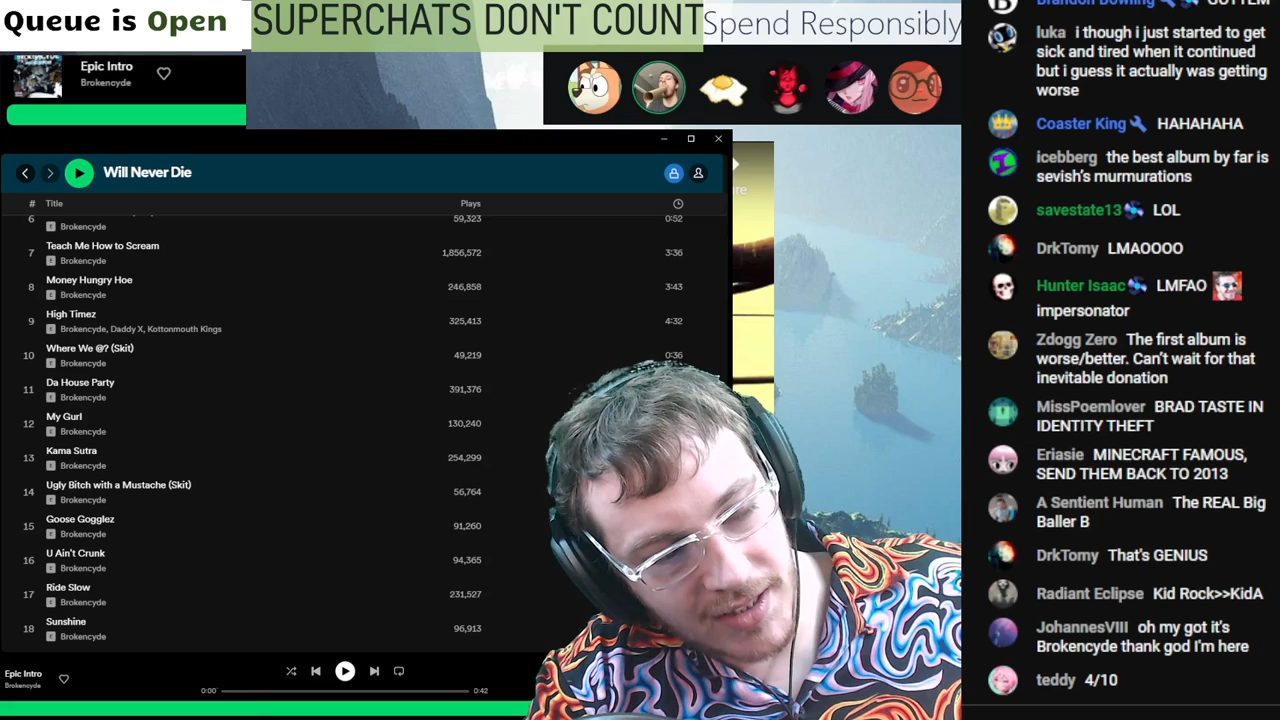 Queue is Open
SUPERCHATS DON'T COUNT
Spend Responsibly
Epic Intro
Brokencyde
Will Never Die
# Title Plays
6 59,323 0:52
Brokencyde
7 Teach Me How to Scream 1,856,572 3:36
E Brokencyde
8 Money Hungry Hoe 246,858 3:43
E Brokencyde
9 High Timez 325,413 4:32
E Brokencyde, Daddy X, Kottonmouth Kings
10 Where We @? (Skit) 49,219 0:36
E Brokencyde
11 Da House Party 391,376
E Brokencyde
12 My Gurl 130,240
E Brokencyde
13 Kama Sutra 254,299
E Brokencyde
14 Ugly Bitch with a Mustache (Skit) 56,764
E Brokencyde
15 Goose Gogglez 91,260
E Brokencyde
16 U Ain't Crunk 94,365
E Brokencyde
17 Ride Slow 231,527
E Brokencyde
18 Sunshine 96,913
E Brokencyde
Epic Intro
Brokencyde
0:00 0:42
Brandon Bowling GOTTEM
luka i though i just started to get
sick and tired when it continued
but i guess it actually was getting
worse
Coaster King HAHAHAHA
icebberg the best album by far is
sevish's murmurations
savestate13 LOL
DrkTomy LMAOOOO
Hunter Isaac LMFAO
impersonator
Zdogg Zero The first album is
worse/better. Can't wait for that
inevitable donation
MissPoemlover BRAD TASTE IN
IDENTITY THEFT
Eriasie MINECRAFT FAMOUS,
SEND THEM BACK TO 2013
A Sentient Human The REAL Big
Baller B
DrkTomy That's GENIUS
Radiant Eclipse Kid Rock>>KidA
JohannesVIII oh my got it's
Brokencyde thank god I'm here
teddy 4/10